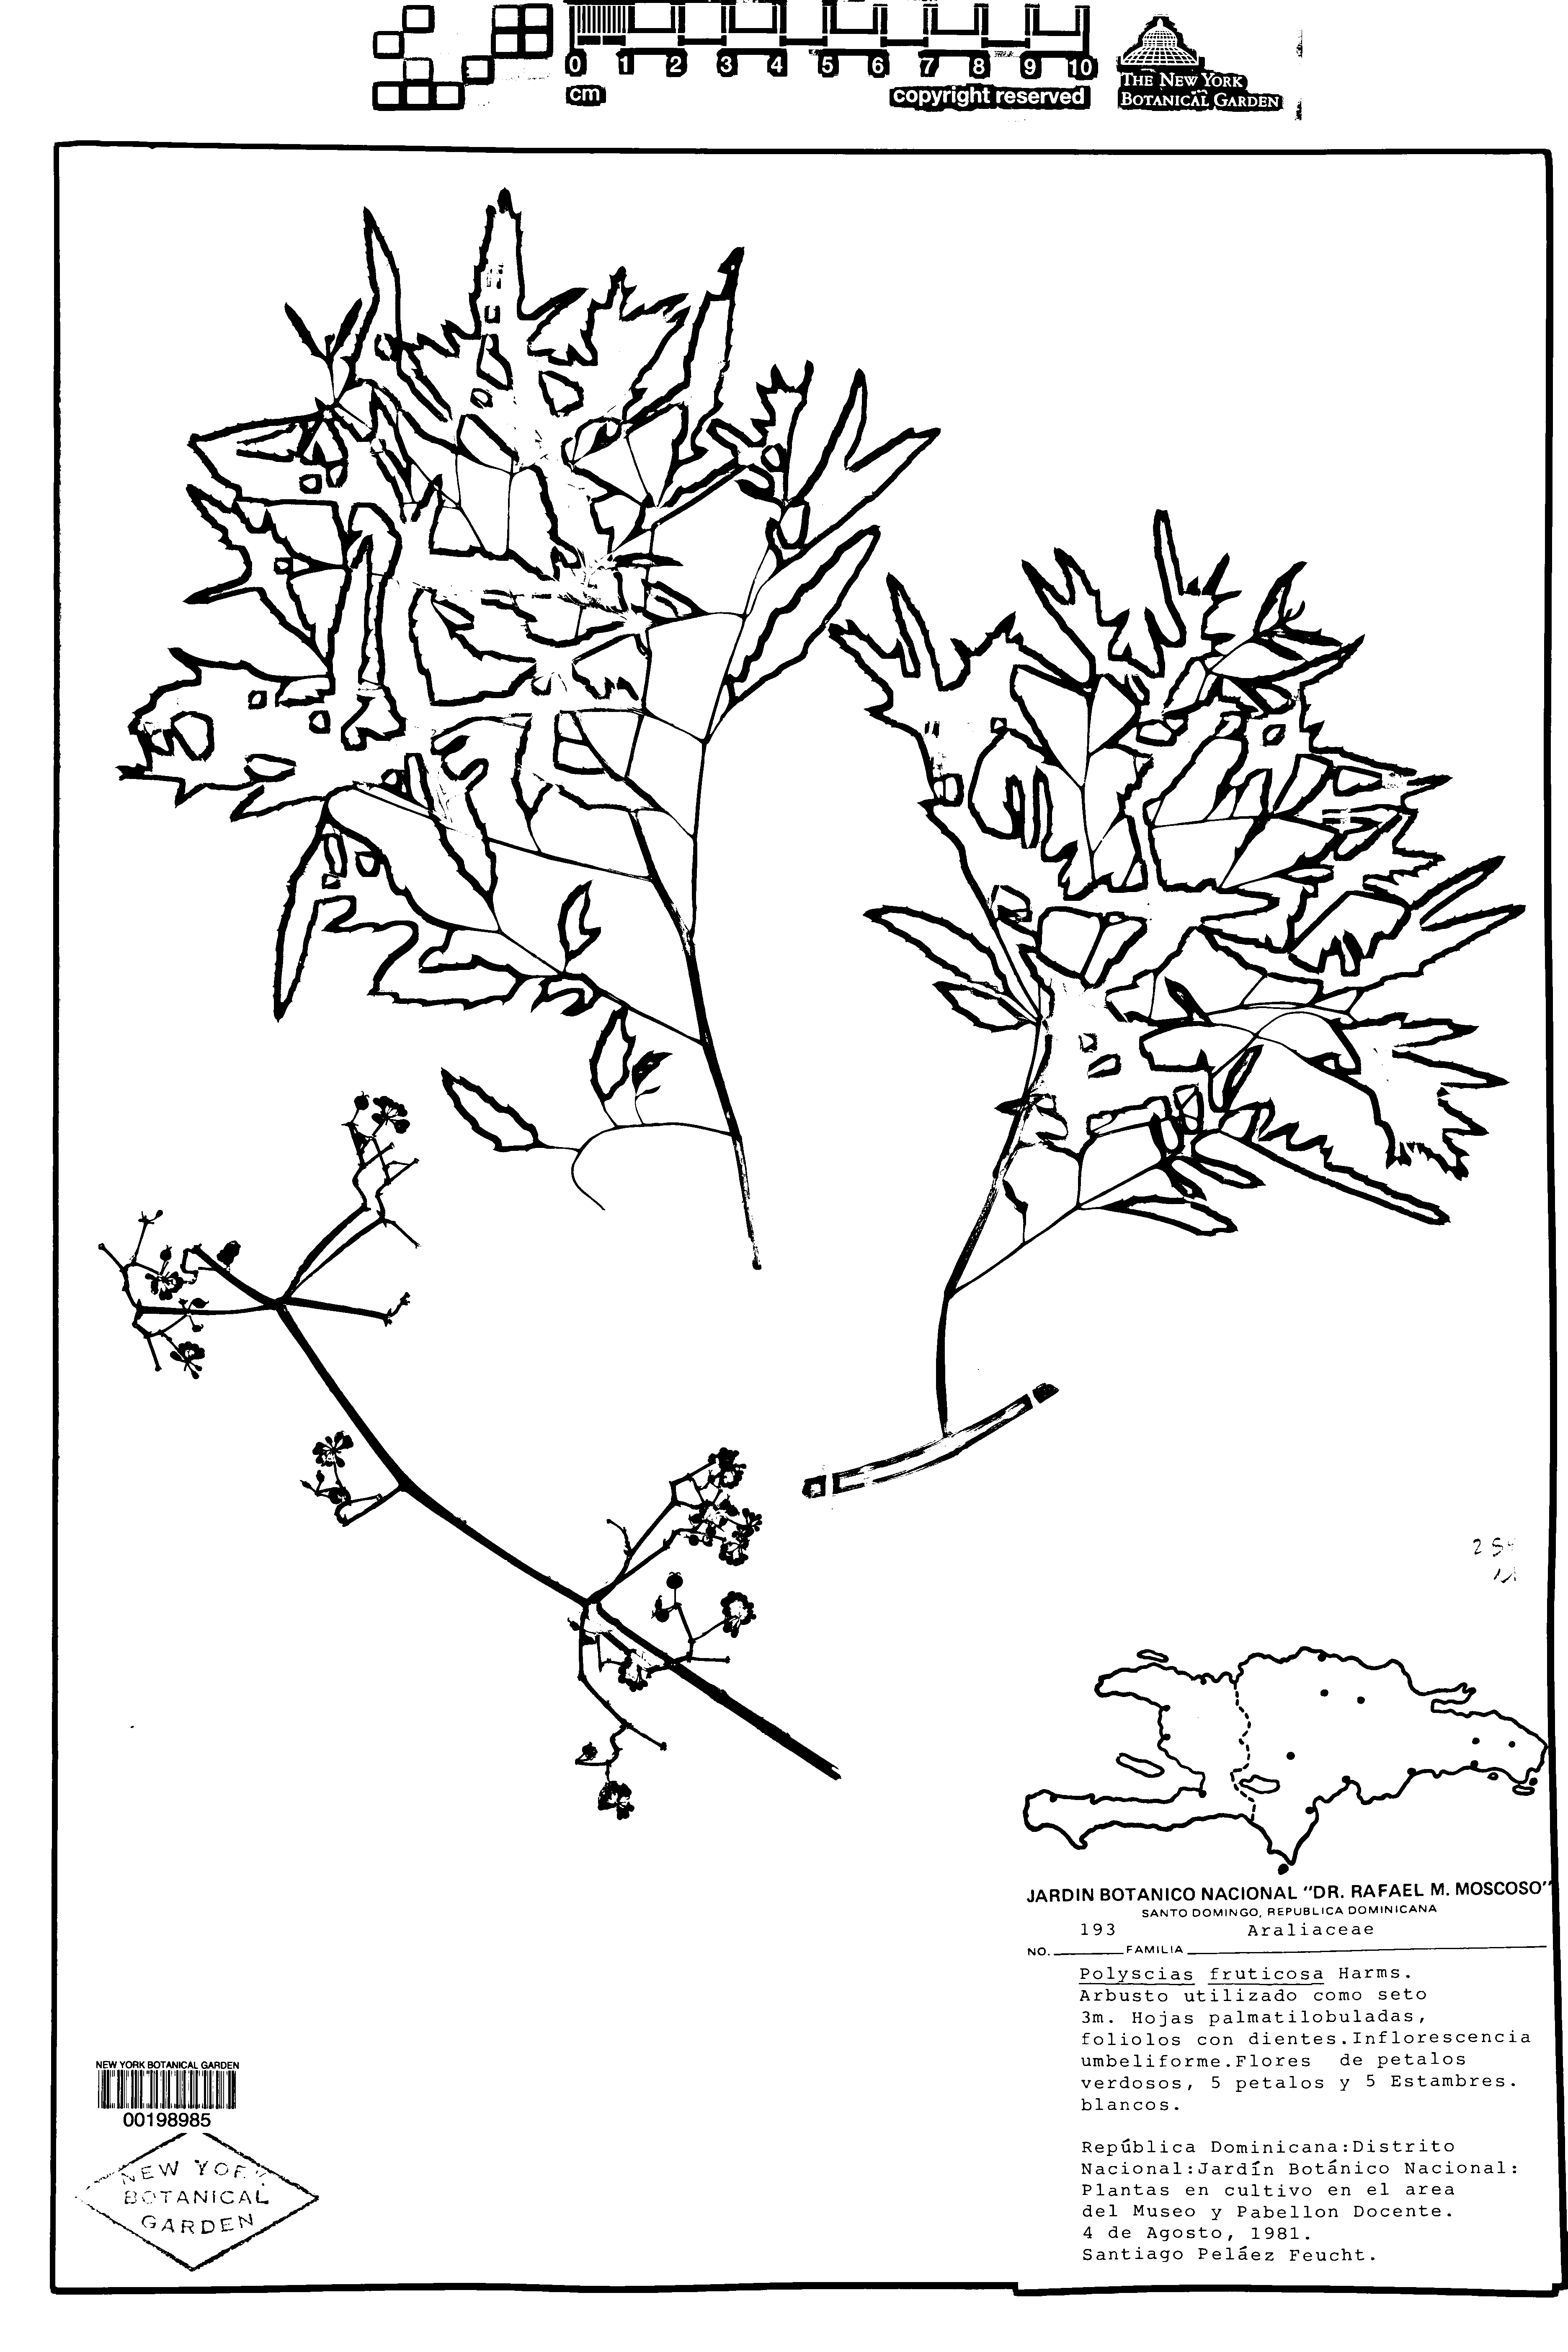 0 1 2 3 4 5 6 7 8 9 10
cm
copyright reserved
THE NEW YORK
BOTANICAL GARDEN
JARDIN BOTANICO NACIONAL "DR. RAFAEL M. MOSCOSO"
SANTO DOMINGO, REPUBLICA DOMINICANA
193 Araliaceae
NO. FAMILIA
Polyscias fruticosa Harms.
Arbusto utilizado como seto
3m. Hojas palmatilobuladas,
foliolos con dientes.Inflorescencia
umbeliforme.Flores de petalos
verdosos, 5 petalos y 5 Estambres.
blancos.
República Dominicana:Distrito
Nacional:Jardín Botánico Nacional:
Plantas en cultivo en el area
del Museo y Pabellon Docente.
4 de Agosto, 1981.
Santiago Peláez Feucht.
NEW YORK BOTANICAL GARDEN
00198985
NEW YORK
BOTANICAL
GARDEN